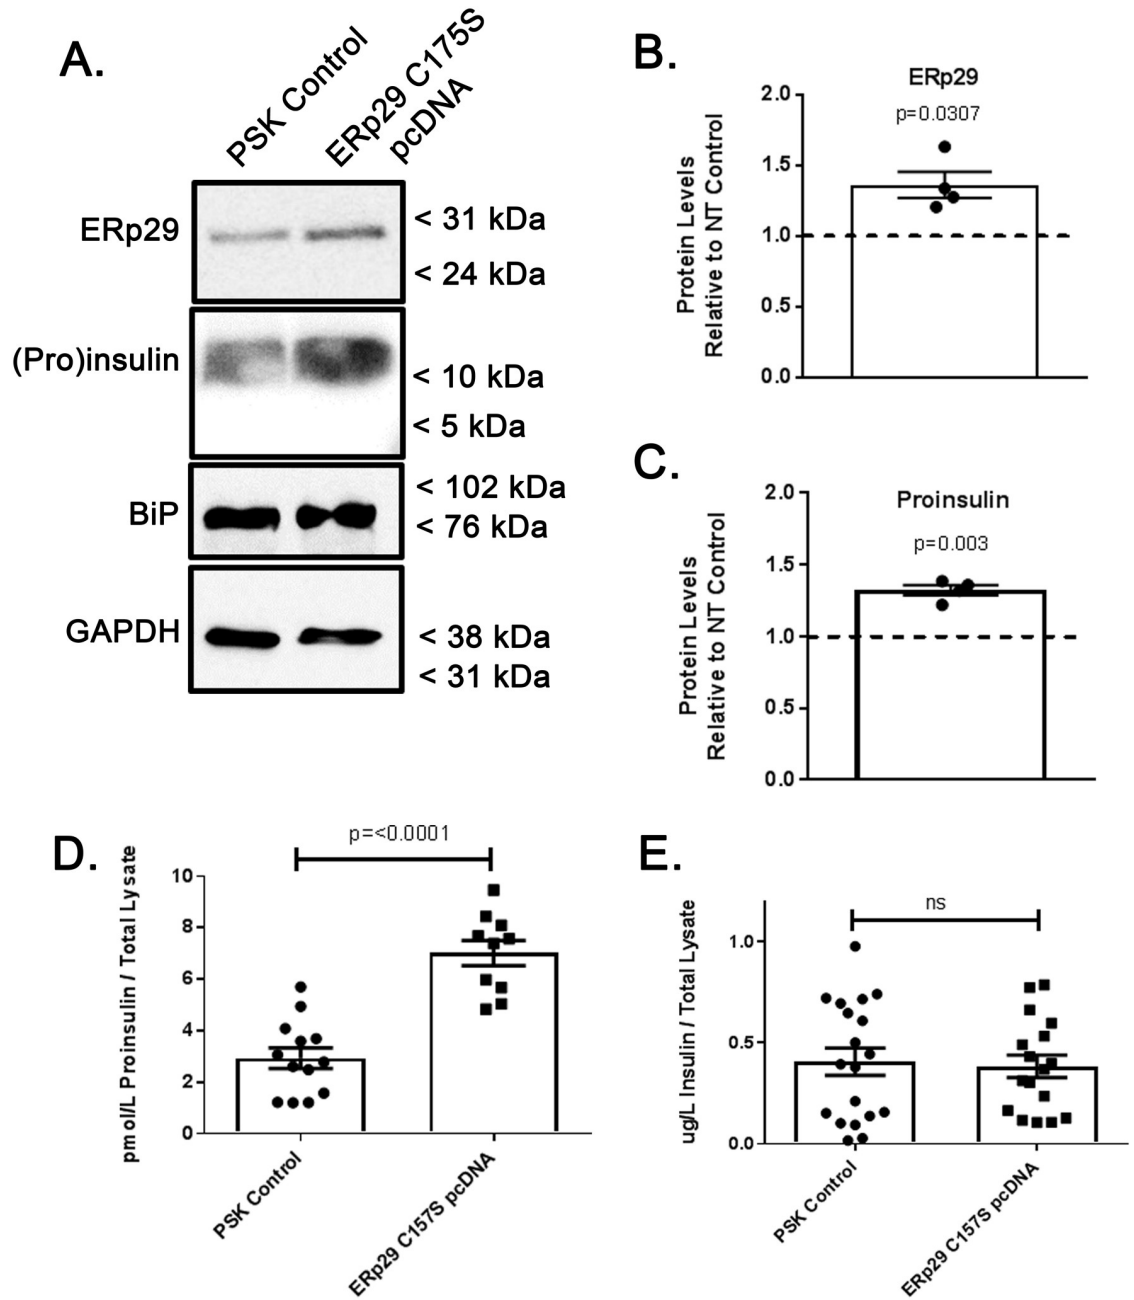 A.
PSK Control
ERp29 C175S
pcDNA
ERp29
< 31 kDa
< 24 kDa
(Pro)insulin
< 10 kDa
< 5 kDa
BiP
< 102 kDa
< 76 kDa
GAPDH
< 38 kDa
< 31 kDa
B.
ERp29
p=0.0307
Protein Levels
Relative to NT Control
2.0
1.5
1.0
0.5
0.0
C.
Proinsulin
p=0.003
Protein Levels
Relative to NT Control
2.0
1.5
1.0
0.5
0.0
D.
p=<0.0001
pmol/L Proinsulin / Total Lysate
10
8
6
4
2
0
PSK Control
ERp29 C157S pcDNA
E.
ns
ug/L Insulin / Total Lysate
1.0
0.5
0.0
PSK Control
ERp29 C157S pcDNA